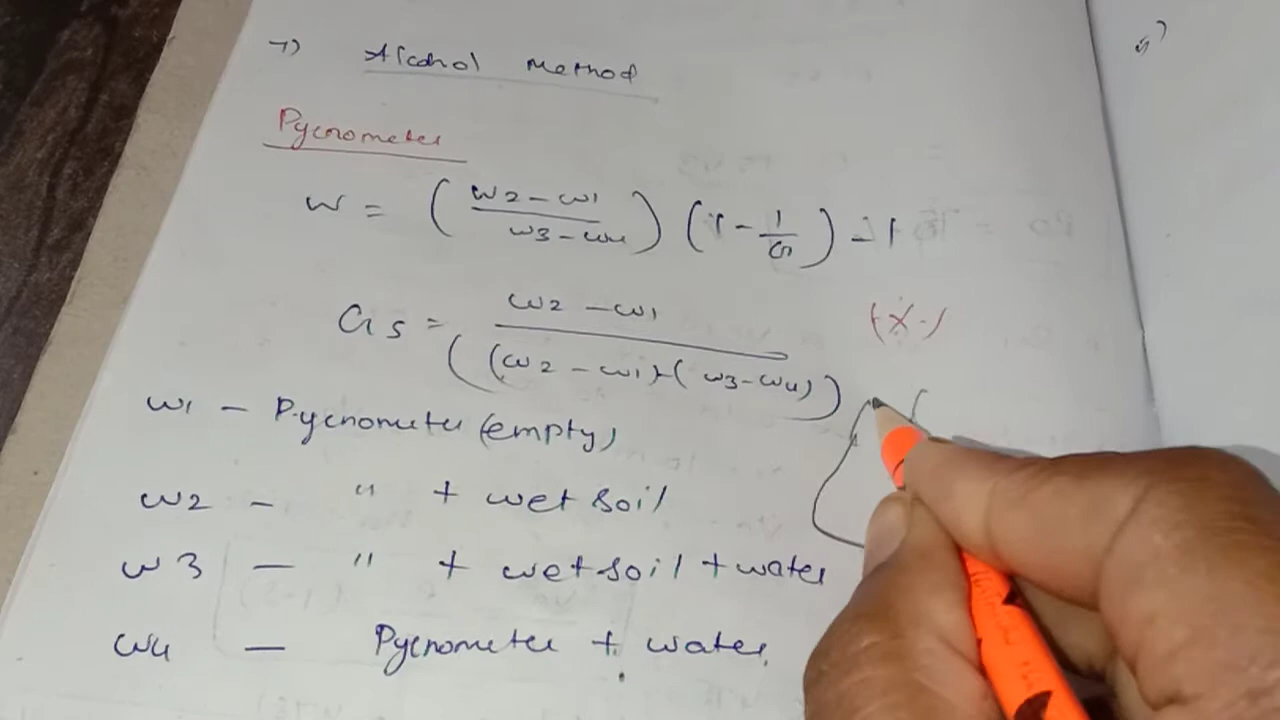 7) Alcohol Method
Pycnometer
w = ( w2 - w1 / w3 - w4 ) ( 1 - 1/G ) - 1
Gs = w2 - w1 / ( (w2 - w1) - ( w3 - w4) )
w1 - Pycnometer (empty)
w2 - " + wet soil
w3 - " + wet soil + water
w4 - Pycnometer + water.